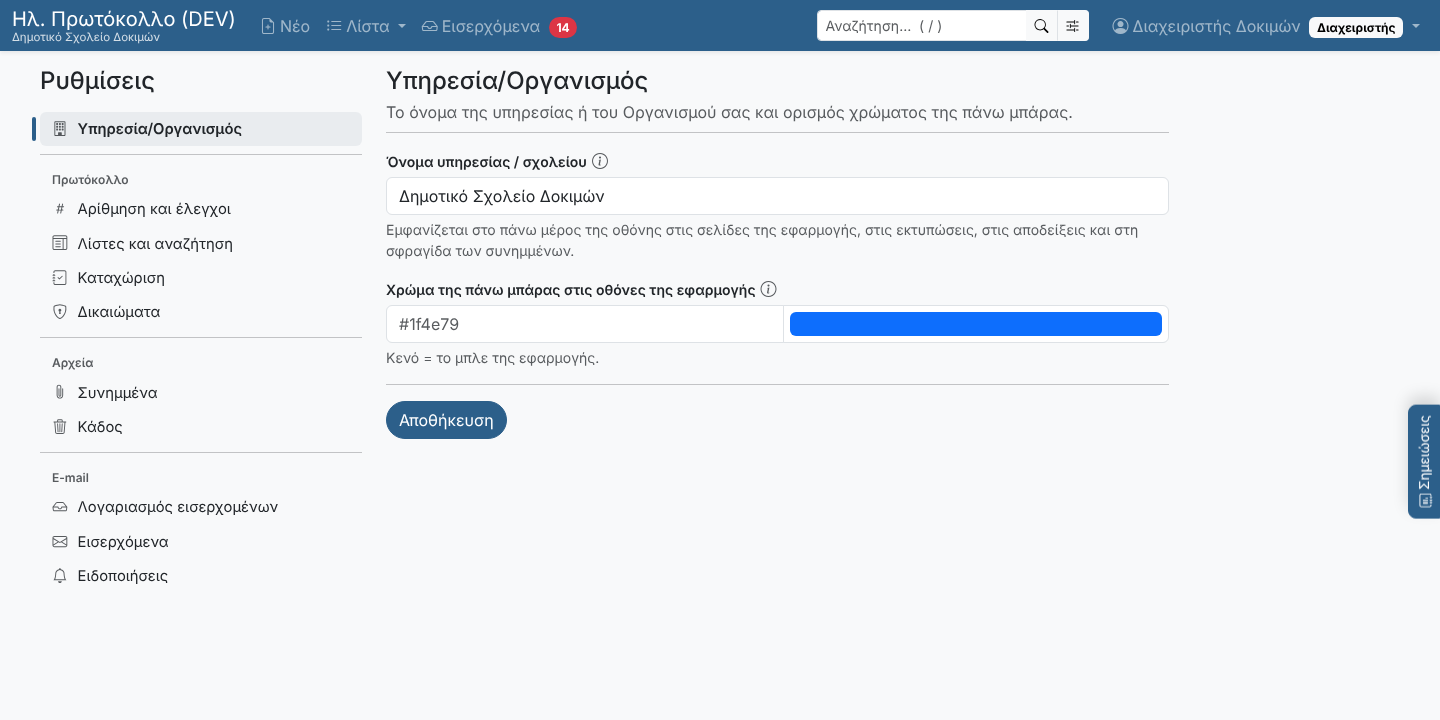 Ηλ. Πρωτόκολλο (DEV)
Δημοτικό Σχολείο Δοκιμών
Νέο
Λίστα
Εισερχόμενα 14
Αναζήτηση... ( / )
Διαχειριστής Δοκιμών Διαχειριστής
Ρυθμίσεις
Υπηρεσία/Οργανισμός
Πρωτόκολλο
# Αρίθμηση και έλεγχοι
Λίστες και αναζήτηση
Καταχώριση
Δικαιώματα
Αρχεία
Συνημμένα
Κάδος
E-mail
Λογαριασμός εισερχομένων
Εισερχόμενα
Ειδοποιήσεις
Υπηρεσία/Οργανισμός
Το όνομα της υπηρεσίας ή του Οργανισμού σας και ορισμός χρώματος της πάνω μπάρας.
Όνομα υπηρεσίας / σχολείου
Δημοτικό Σχολείο Δοκιμών
Εμφανίζεται στο πάνω μέρος της οθόνης στις σελίδες της εφαρμογής, στις εκτυπώσεις, στις αποδείξεις και στη
σφραγίδα των συνημμένων.
Χρώμα της πάνω μπάρας στις οθόνες της εφαρμογής
#1f4e79
Κενό = το μπλε της εφαρμογής.
Αποθήκευση
Σημειώσεις